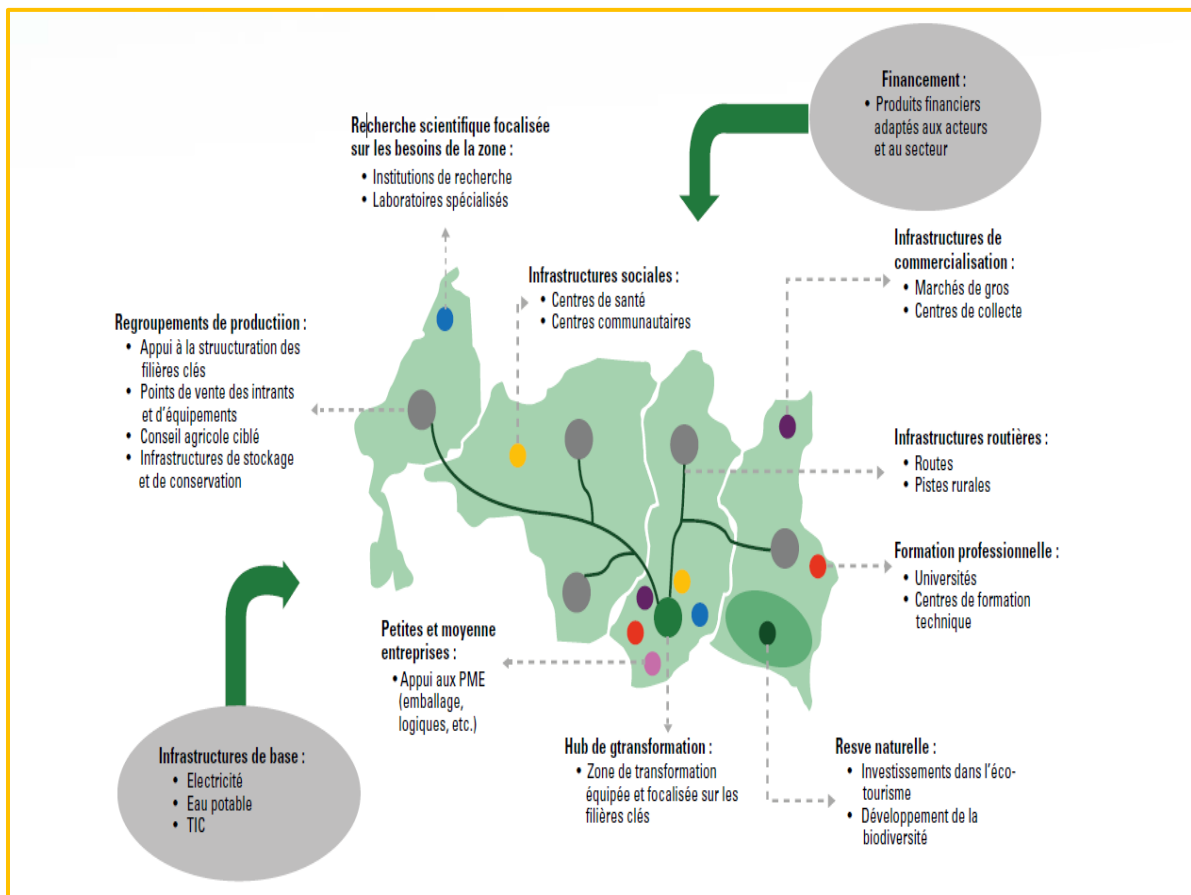 Financement :
• Produits financiers
adaptés aux acteurs
et au secteur
Recherche scientifique focalisée
sur les besoins de la zone :
• Institutions de recherche
• Laboratoires spécialisés
Infrastructures de
commercialisation :
• Marchés de gros
• Centres de collecte
Infrastructures sociales :
• Centres de santé
• Centres communautaires
Regroupements de productiion :
• Appui à la struucturation des
filières clés
• Points de vente des intrants
et d'équipements
• Conseil agricole ciblé
• Infrastructures de stockage
et de conservation
Infrastructures routières :
• Routes
• Pistes rurales
Formation professionnelle :
• Universités
• Centres de formation
technique
Petites et moyenne
entreprises :
• Appui aux PME
(emballage,
logiques, etc.)
Infrastructures de base :
• Electricité
• Eau potable
• TIC
Hub de gtransformation :
• Zone de transformation
équipée et focalisée sur les
filières clés
Resve naturelle :
• Investissements dans l'éco-
tourisme
• Développement de la
biodiversité